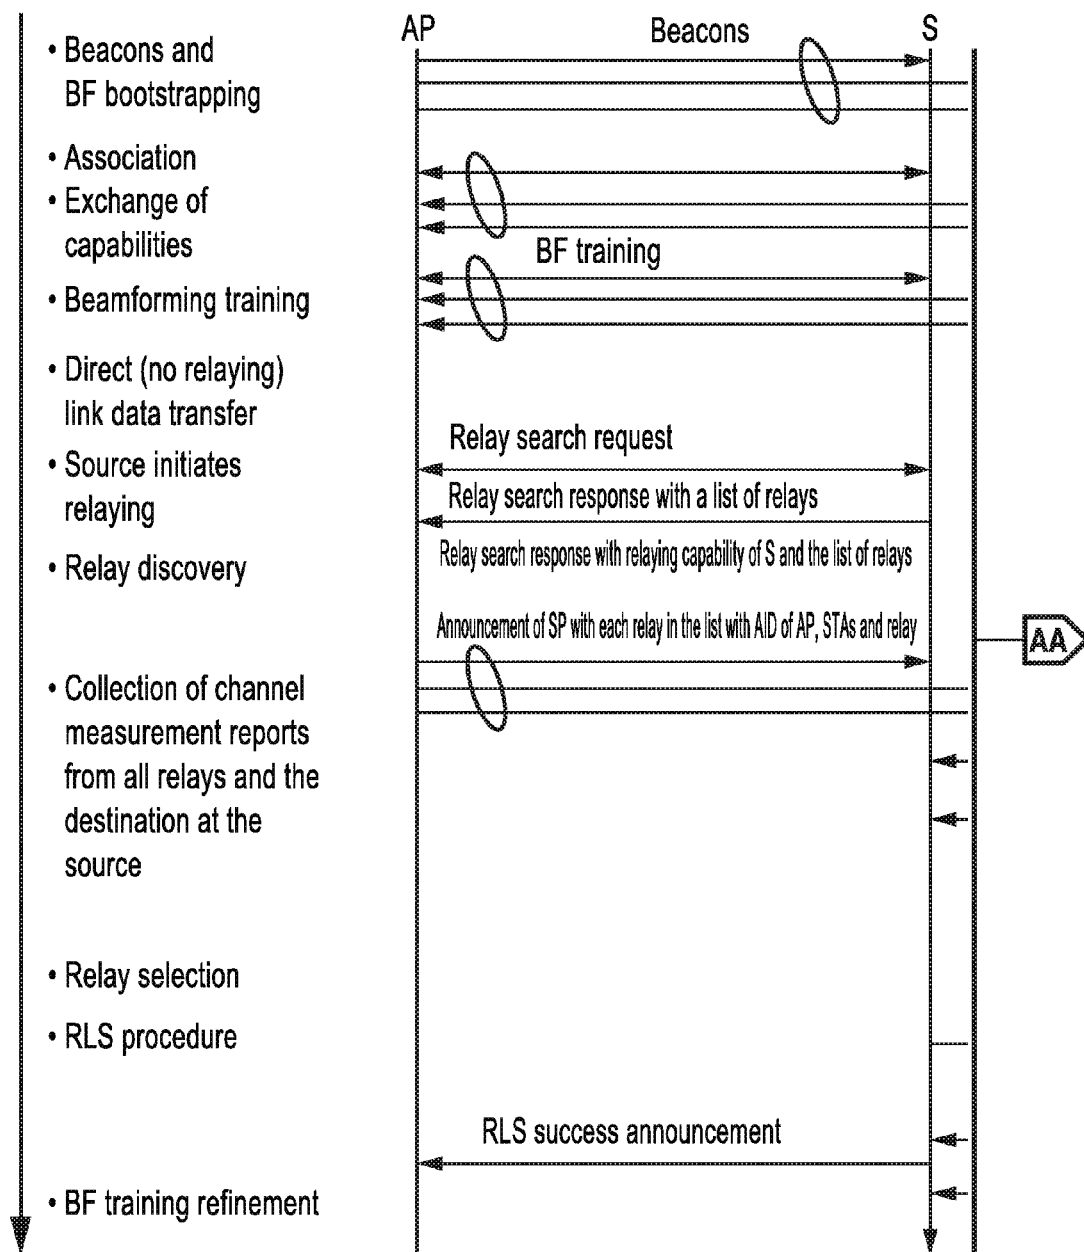 AP
Beacons
S
• Beacons and
BF bootstrapping
• Association
• Exchange of
capabilities
BF training
• Beamforming training
• Direct (no relaying)
link data transfer
Relay search request
• Source initiates
relaying
Relay search response with a list of relays
Relay search response with relaying capability of S and the list of relays
• Relay discovery
Announcement of SP with each relay in the list with AID of AP, STAs and relay
AA
• Collection of channel
measurement reports
from all relays and the
destination at the
source
• Relay selection
• RLS procedure
RLS success announcement
• BF training refinement